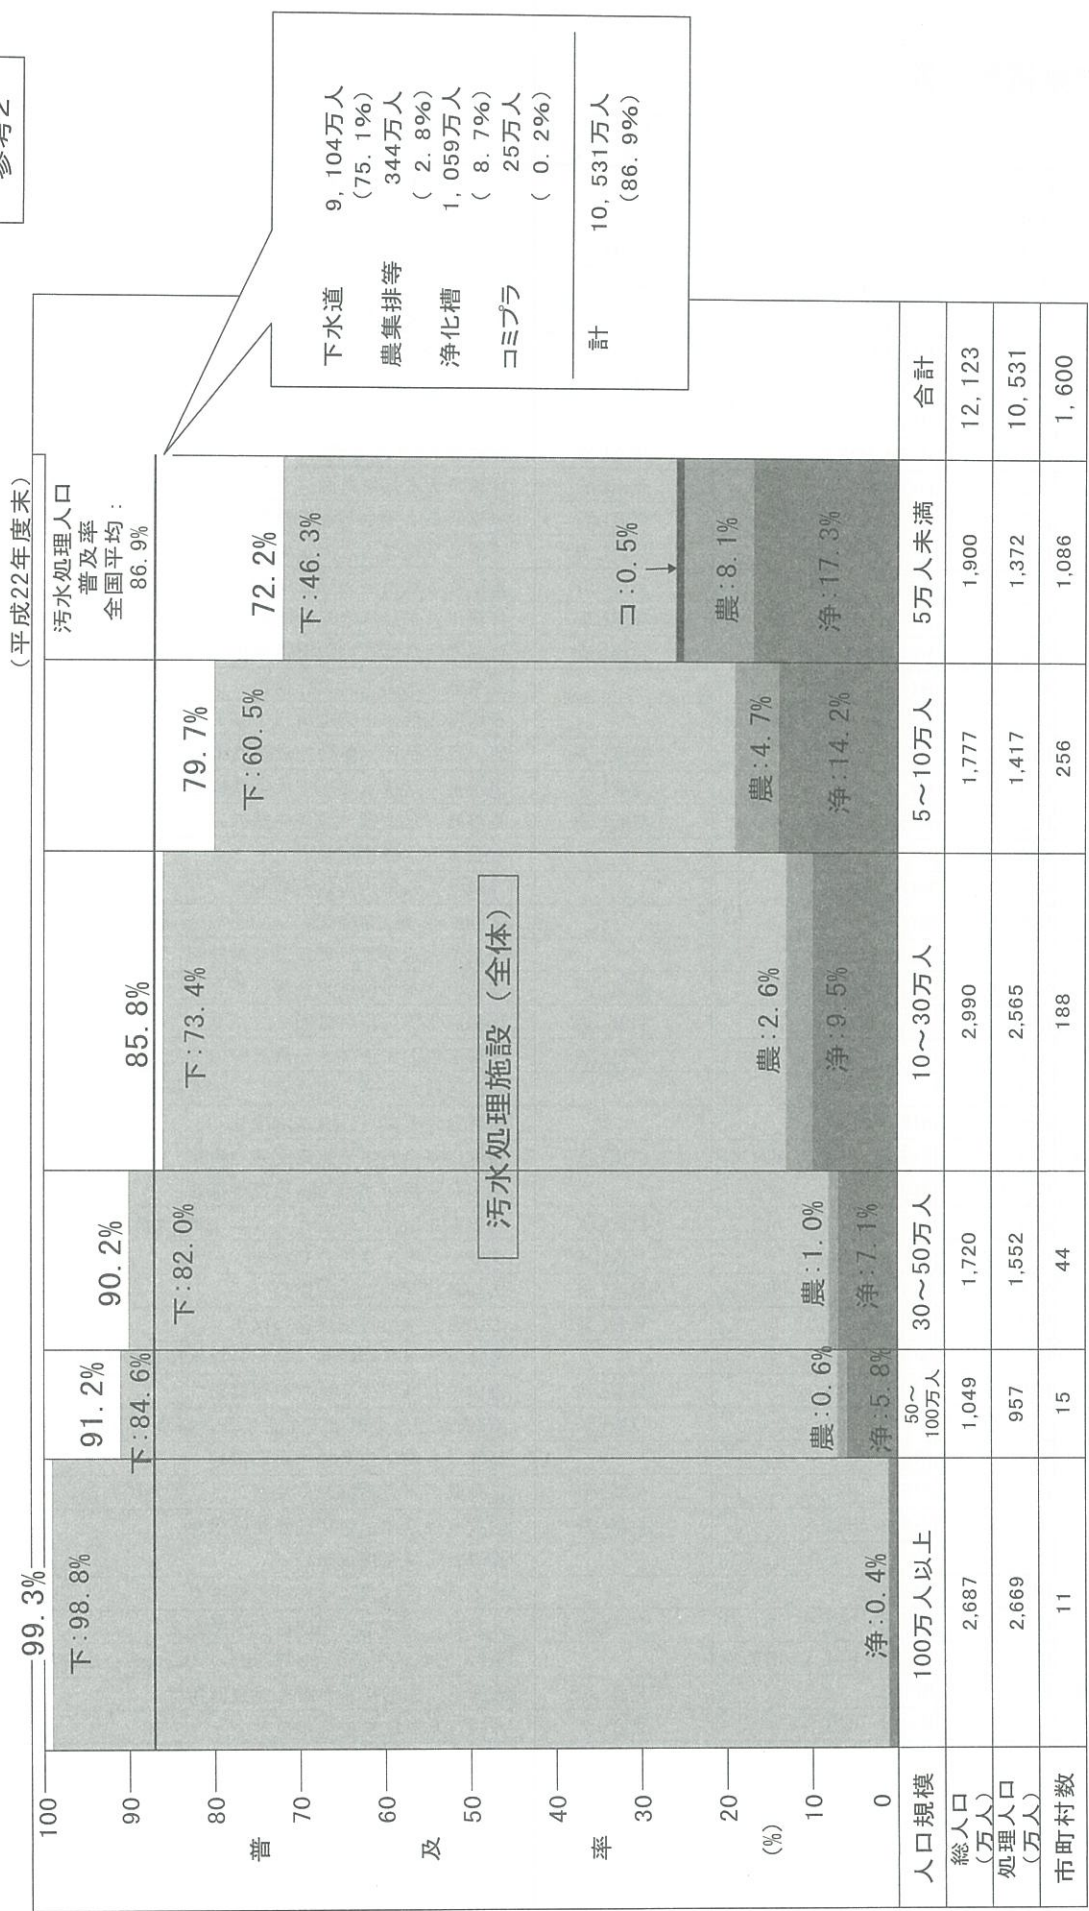 参考2
(平成22年度末)
汚水処理人口
普及率
全国平均:
86.9%
99.3%
下:98.8%
浄:0.4%
91.2%
下:84.6%
農:0.6%
浄:5.8%
90.2%
下:82.0%
農:1.0%
浄:7.1%
85.8%
下:73.4%
農:2.6%
浄:9.5%
79.7%
下:60.5%
農:4.7%
浄:14.2%
72.2%
下:46.3%
コ:0.5%
農:8.1%
浄:17.3%
汚水処理施設(全体)
下水道 9,104万人
(75.1%)
農集排等 344万人
(2.8%)
浄化槽 1,059万人
(8.7%)
コミプラ 25万人
(0.2%)
計 10,531万人
(86.9%)
100
90
80
70
60
50
40
30
20
10
0
普及率
(%)
人口規模 100万人以上 50~100万人 30~50万人 10~30万人 5~10万人 5万人未満 合計
総人口(万人) 2,687 1,049 1,720 2,990 1,777 1,900 12,123
処理人口(万人) 2,669 957 1,552 2,565 1,417 1,372 10,531
市町村数 11 15 44 188 256 1,086 1,600